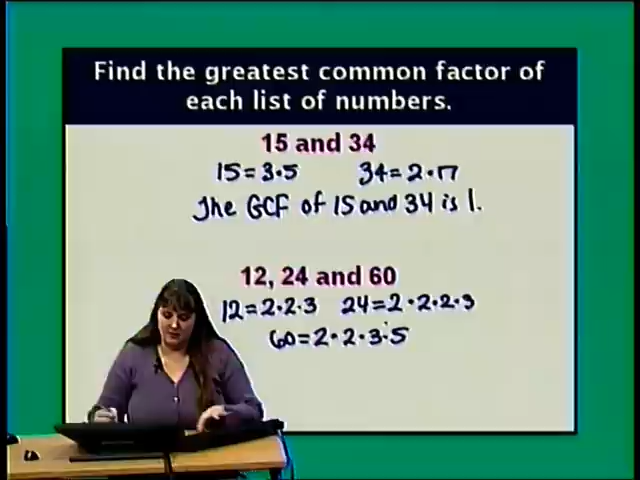 Find the greatest common factor of
each list of numbers.
15 and 34
15=3·5 34=2·17
The GCF of 15 and 34 is 1.
12, 24 and 60
12=2·2·3 24=2·2·2·3
60=2·2·3·5